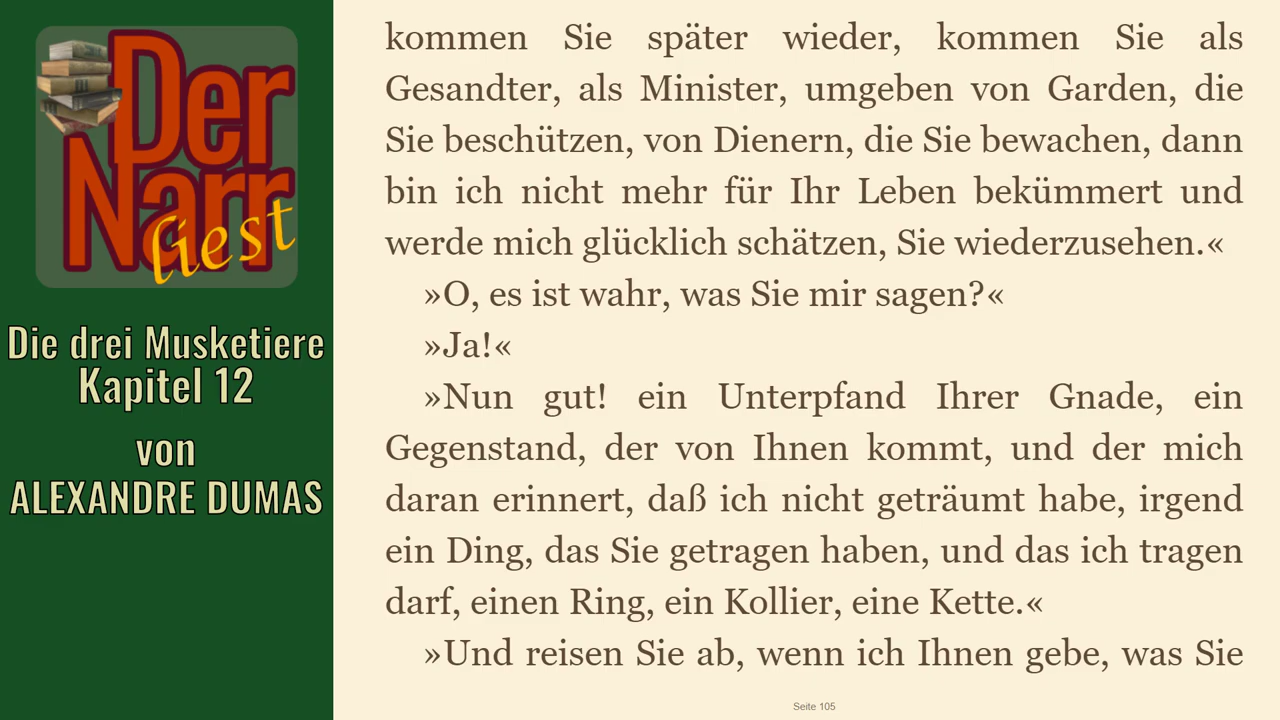 Der
Narr
liest
Die drei Musketiere
Kapitel 12
von
ALEXANDRE DUMAS
kommen Sie später wieder, kommen Sie als
Gesandter, als Minister, umgeben von Garden, die
Sie beschützen, von Dienern, die Sie bewachen, dann
bin ich nicht mehr für Ihr Leben bekümmert und
werde mich glücklich schätzen, Sie wiederzusehen.«
»O, es ist wahr, was Sie mir sagen?«
»Ja!«
»Nun gut! ein Unterpfand Ihrer Gnade, ein
Gegenstand, der von Ihnen kommt, und der mich
daran erinnert, daß ich nicht geträumt habe, irgend
ein Ding, das Sie getragen haben, und das ich tragen
darf, einen Ring, ein Kollier, eine Kette.«
»Und reisen Sie ab, wenn ich Ihnen gebe, was Sie
Seite 105